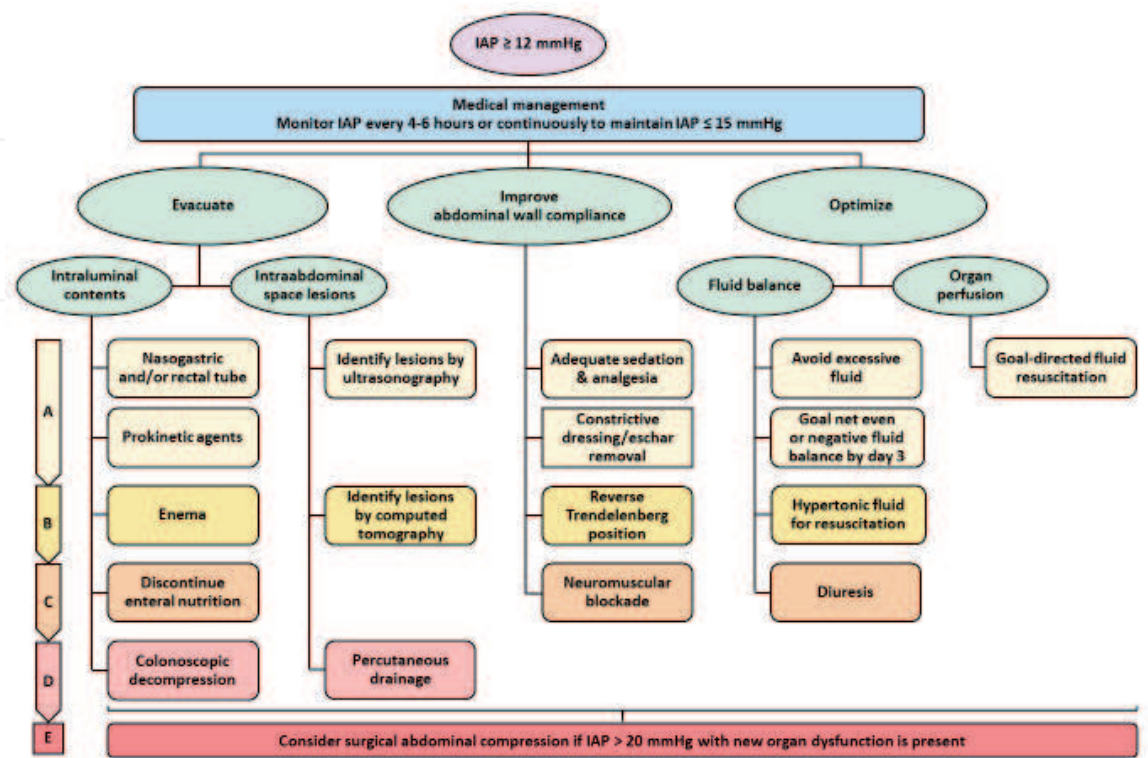 IAP ≥ 12 mmHg
Medical management
Monitor IAP every 4-6 hours or continuously to maintain IAP ≤ 15 mmHg
Evacuate
Improve
abdominal wall compliance
Optimize
Intraluminal
contents
Intraabdominal
space lesions
Fluid balance
Organ
perfusion
A
Nasogastric
and/or rectal tube
Identify lesions by
ultrasonography
Adequate sedation
& analgesia
Avoid excessive
fluid
Goal-directed fluid
resuscitation
Prokinetic agents
Constrictive
dressing/eschar
removal
Goal net even
or negative fluid
balance by day 3
B
Enema
Identify lesions
by computed
tomography
Reverse
Trendelenberg
position
Hypertonic fluid
for resuscitation
C
Discontinue
enteral nutrition
Neuromuscular
blockade
Diuresis
D
Colonoscopic
decompression
Percutaneous
drainage
E
Consider surgical abdominal compression if IAP > 20 mmHg with new organ dysfunction is present